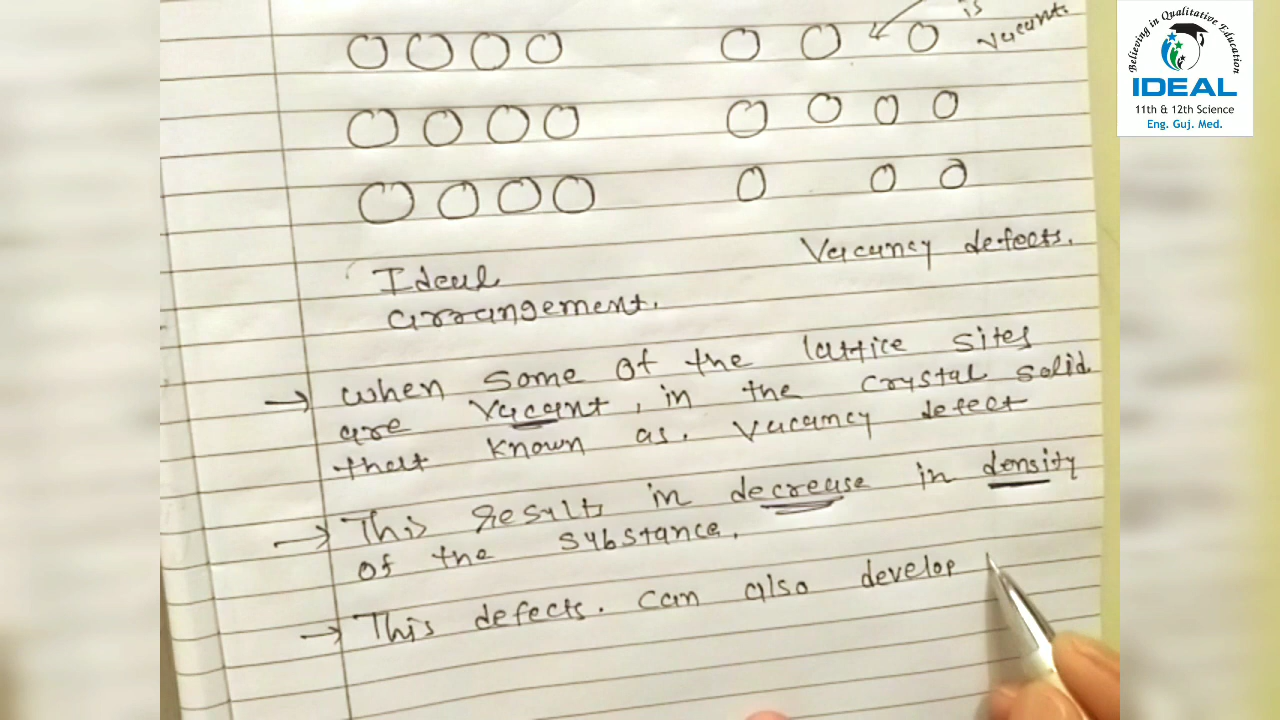 is
vacant.
Believing in Qualitative Education
IDEAL
11th & 12th Science
Eng. Guj. Med.
Vacancy defects.
Ideal
arrangement.
→ When some of the lattice sites
are vacant, in the crystal solid
that known as. Vacancy defect
→ This results in decrease in density
of the substance.
→ This defects. can also develop